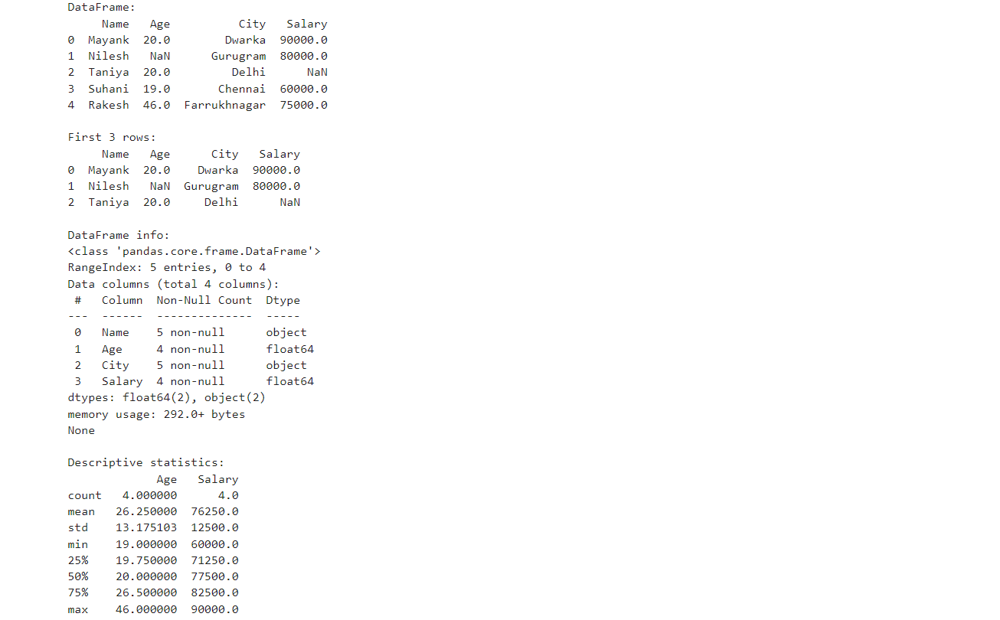 DataFrame:
     Name   Age          City   Salary
0  Mayank  20.0        Dwarka  90000.0
1  Nilesh   NaN      Gurugram  80000.0
2  Taniya  20.0         Delhi      NaN
3  Suhani  19.0       Chennai  60000.0
4  Rakesh  46.0  Farrukhnagar  75000.0

First 3 rows:
     Name   Age      City   Salary
0  Mayank  20.0    Dwarka  90000.0
1  Nilesh   NaN  Gurugram  80000.0
2  Taniya  20.0     Delhi      NaN

DataFrame info:
<class 'pandas.core.frame.DataFrame'>
RangeIndex: 5 entries, 0 to 4
Data columns (total 4 columns):
 #   Column  Non-Null Count  Dtype
---  ------  --------------  -----
 0   Name    5 non-null      object
 1   Age     4 non-null      float64
 2   City    5 non-null      object
 3   Salary  4 non-null      float64
dtypes: float64(2), object(2)
memory usage: 292.0+ bytes
None

Descriptive statistics:
             Age   Salary
count   4.000000      4.0
mean   26.250000  76250.0
std    13.175103  12500.0
min    19.000000  60000.0
25%    19.750000  71250.0
50%    20.000000  77500.0
75%    26.500000  82500.0
max    46.000000  90000.0